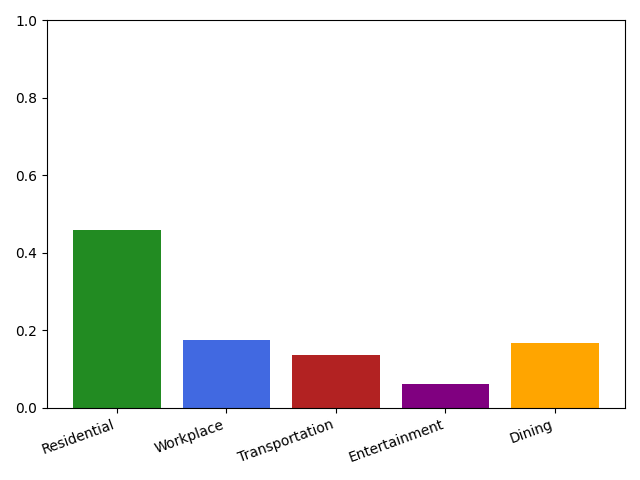 1.0
0.8
0.6
0.4
0.2
0.0
Residential
Workplace
Transportation
Entertainment
Dining